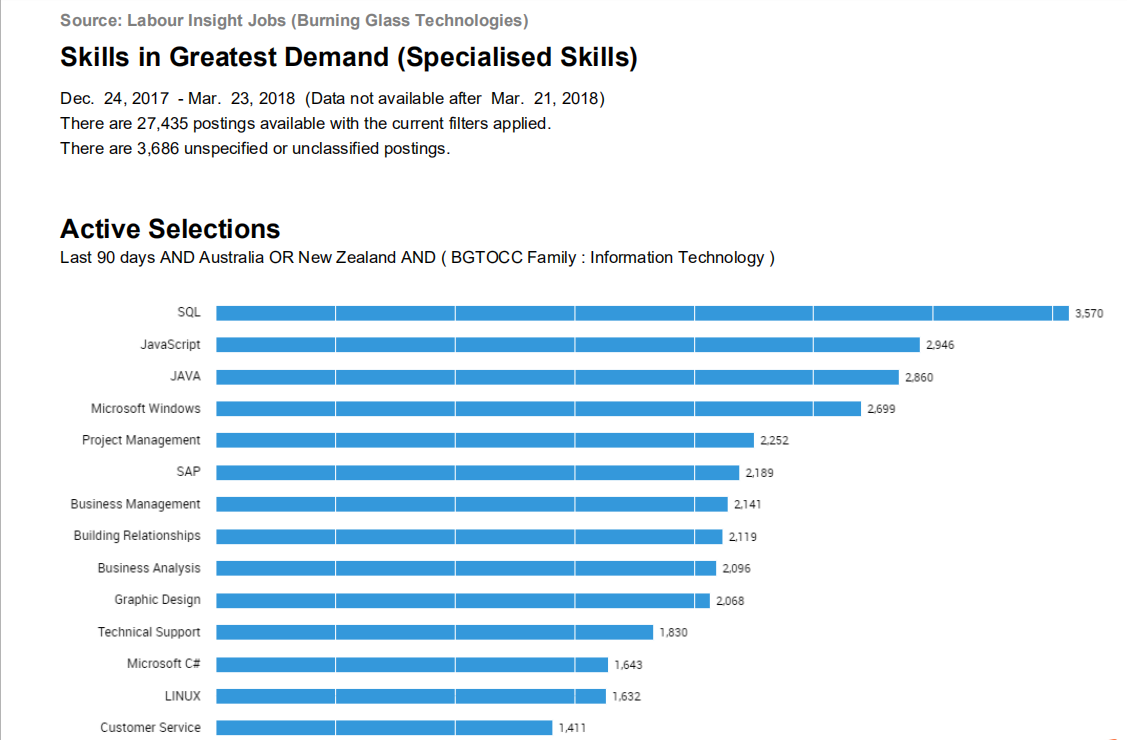 Source: Labour Insight Jobs (Burning Glass Technologies)
Skills in Greatest Demand (Specialised Skills)
Dec. 24, 2017 - Mar. 23, 2018 (Data not available after Mar. 21, 2018)
There are 27,435 postings available with the current filters applied.
There are 3,686 unspecified or unclassified postings.
Active Selections
Last 90 days AND Australia OR New Zealand AND ( BGTOCC Family : Information Technology )
SQL 3,570
JavaScript 2,946
JAVA 2,860
Microsoft Windows 2,699
Project Management 2,252
SAP 2,189
Business Management 2,141
Building Relationships 2,119
Business Analysis 2,096
Graphic Design 2,068
Technical Support 1,830
Microsoft C# 1,643
LINUX 1,632
Customer Service 1,411